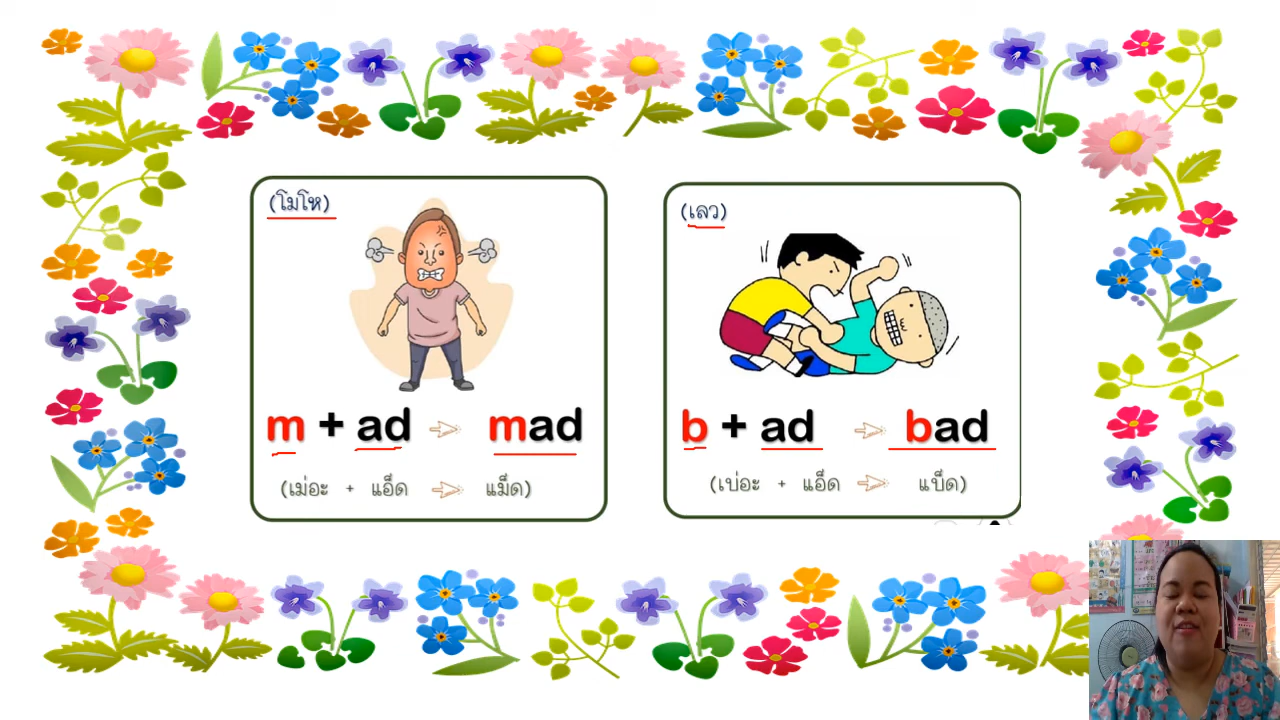 (โมโห)
m + ad ⇨ mad
(เม่อะ + แอ็ด ⇨ แม็ด)
(เลว)
b + ad ⇨ bad
(เบ่อะ + แอ็ด ⇨ แบ็ด)